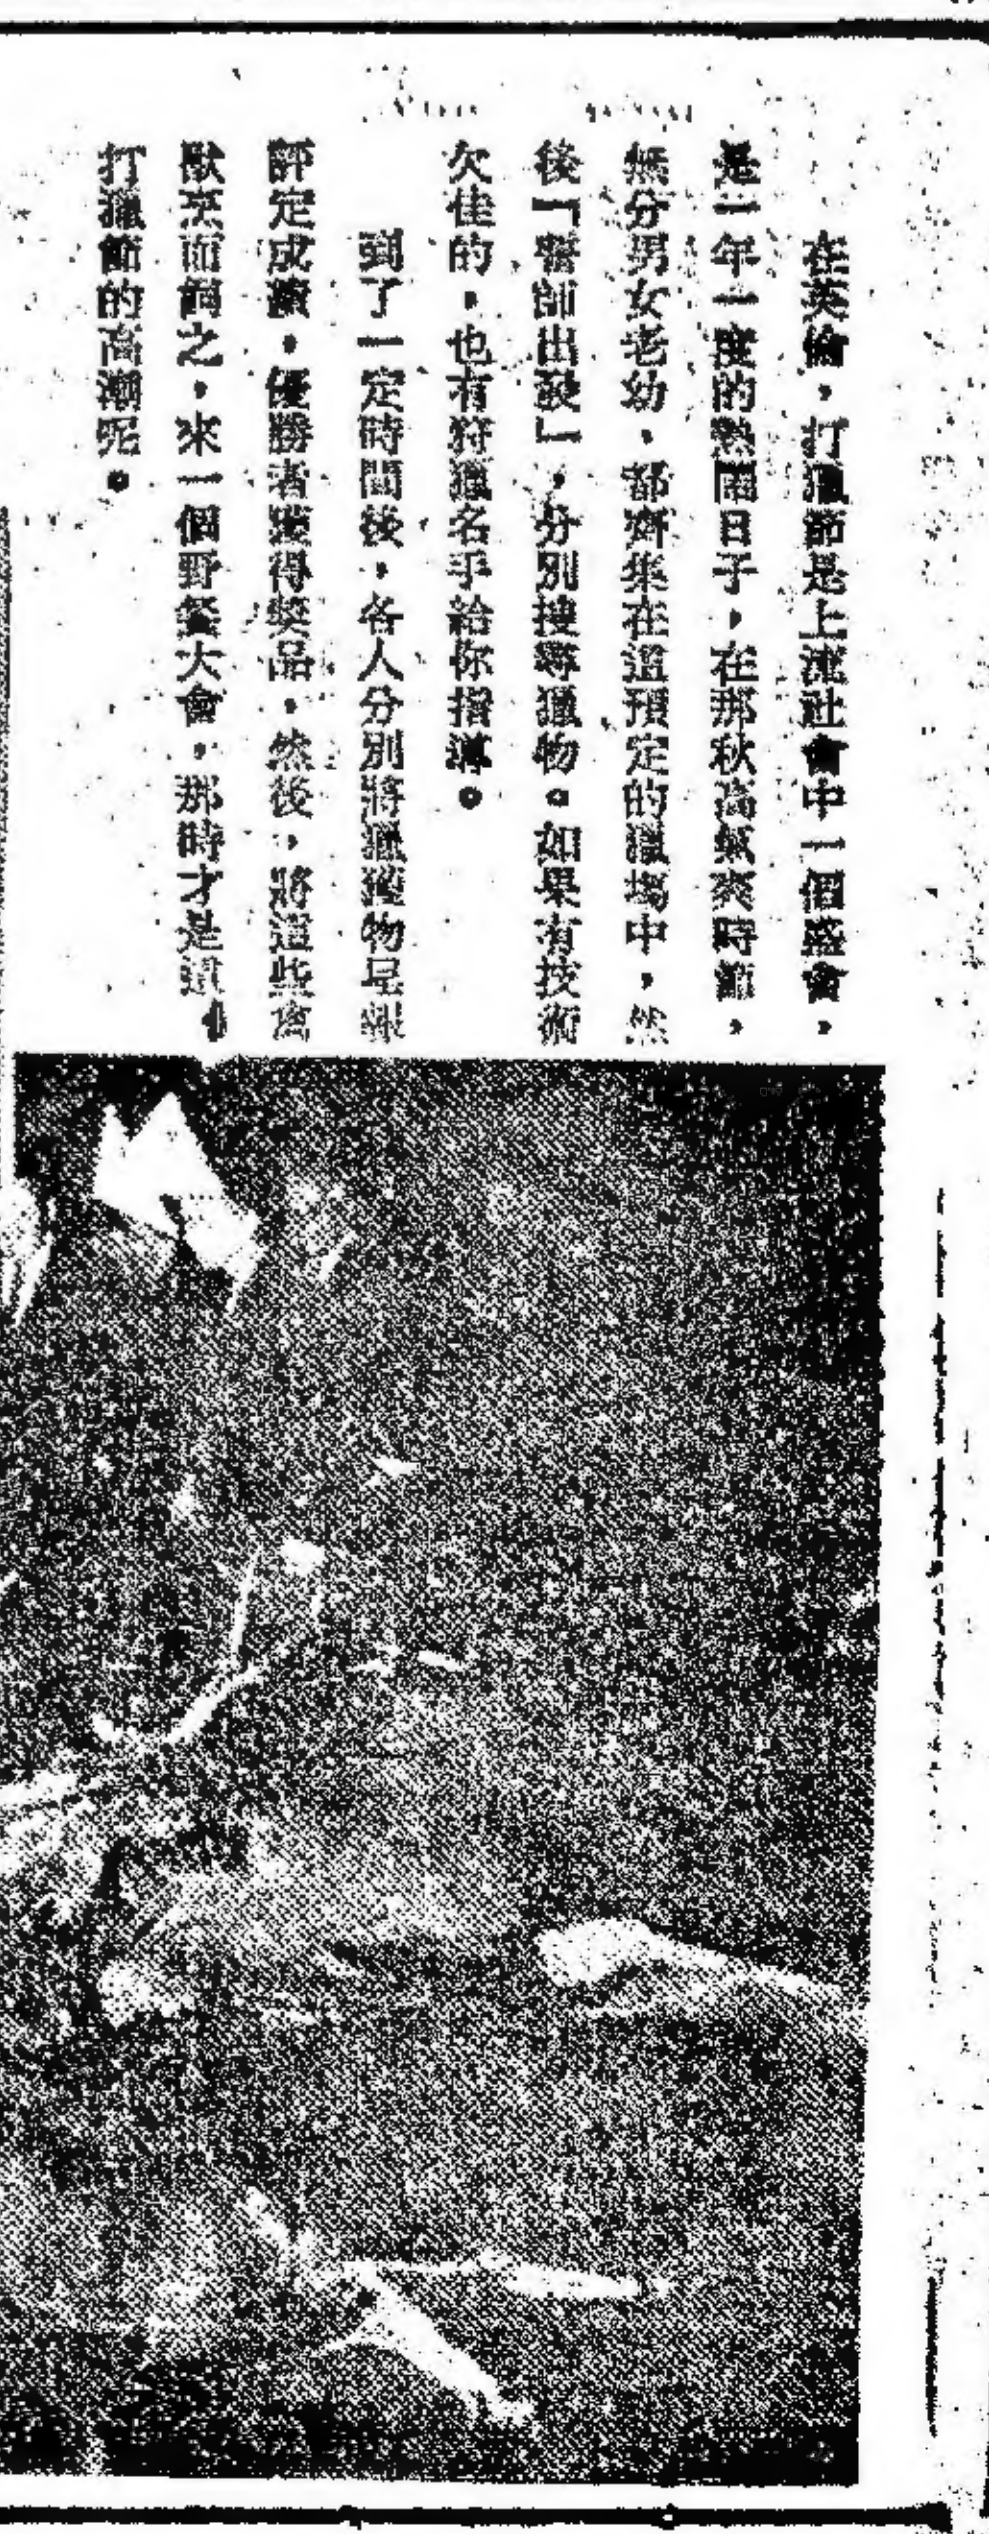 在英倫，打獵節是上流社會中一個盛會，
是一年一度的熱鬧日子，在那秋高氣爽時節，
無分男女老幼，都齊集在這預定的獵場中，然
後「誓師出發」，分別搜尋獵物。如果有技術
欠佳的，也有狩獵名手給你指導。
到了一定時間後，各人分別將獵獲物呈報
評定成績，優勝者獲得獎品，然後，將這些禽
獸烹而餉之，來一個野餐大會，那時才是這
打獵節的高潮呢。